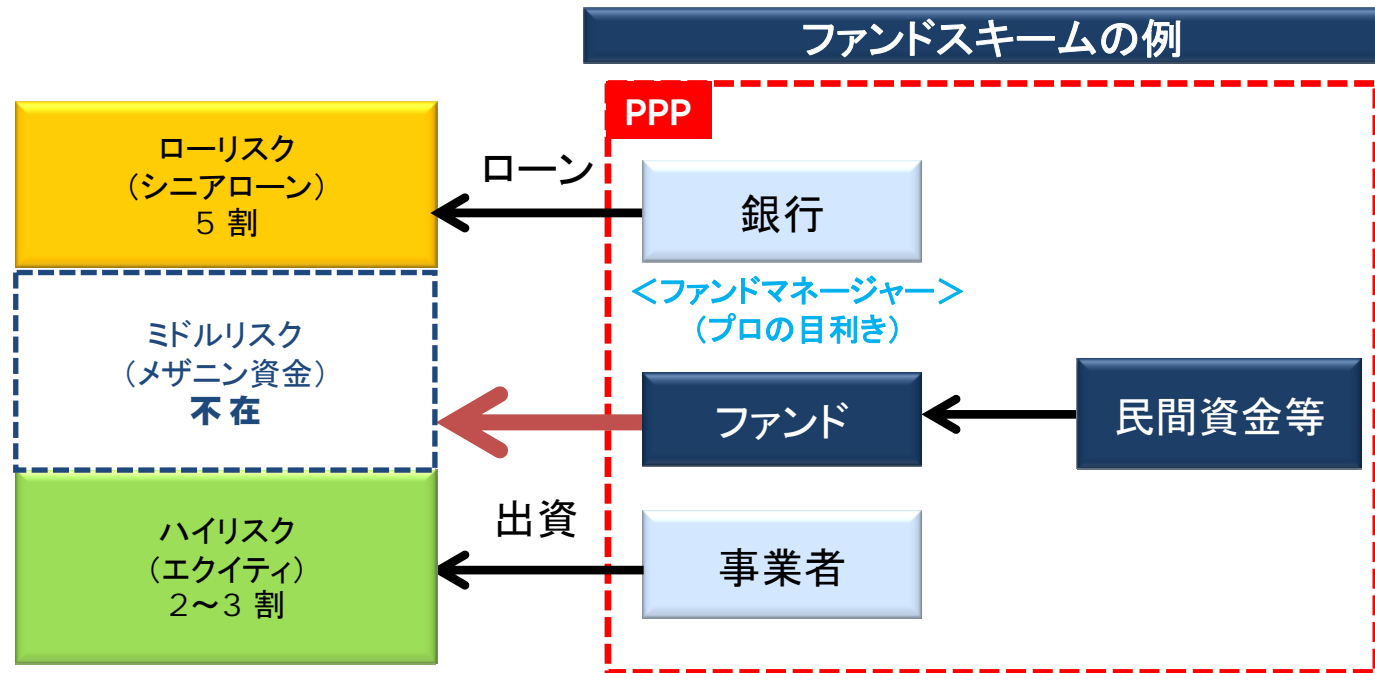 ファンドスキームの例
PPP
ローリスク
（シニアローン）
5 割
ローン
銀行
＜ファンドマネージャー＞
（プロの目利き）
ミドルリスク
（メザニン資金）
不在
ファンド
民間資金等
ハイリスク
（エクイティ）
2～3 割
出資
事業者